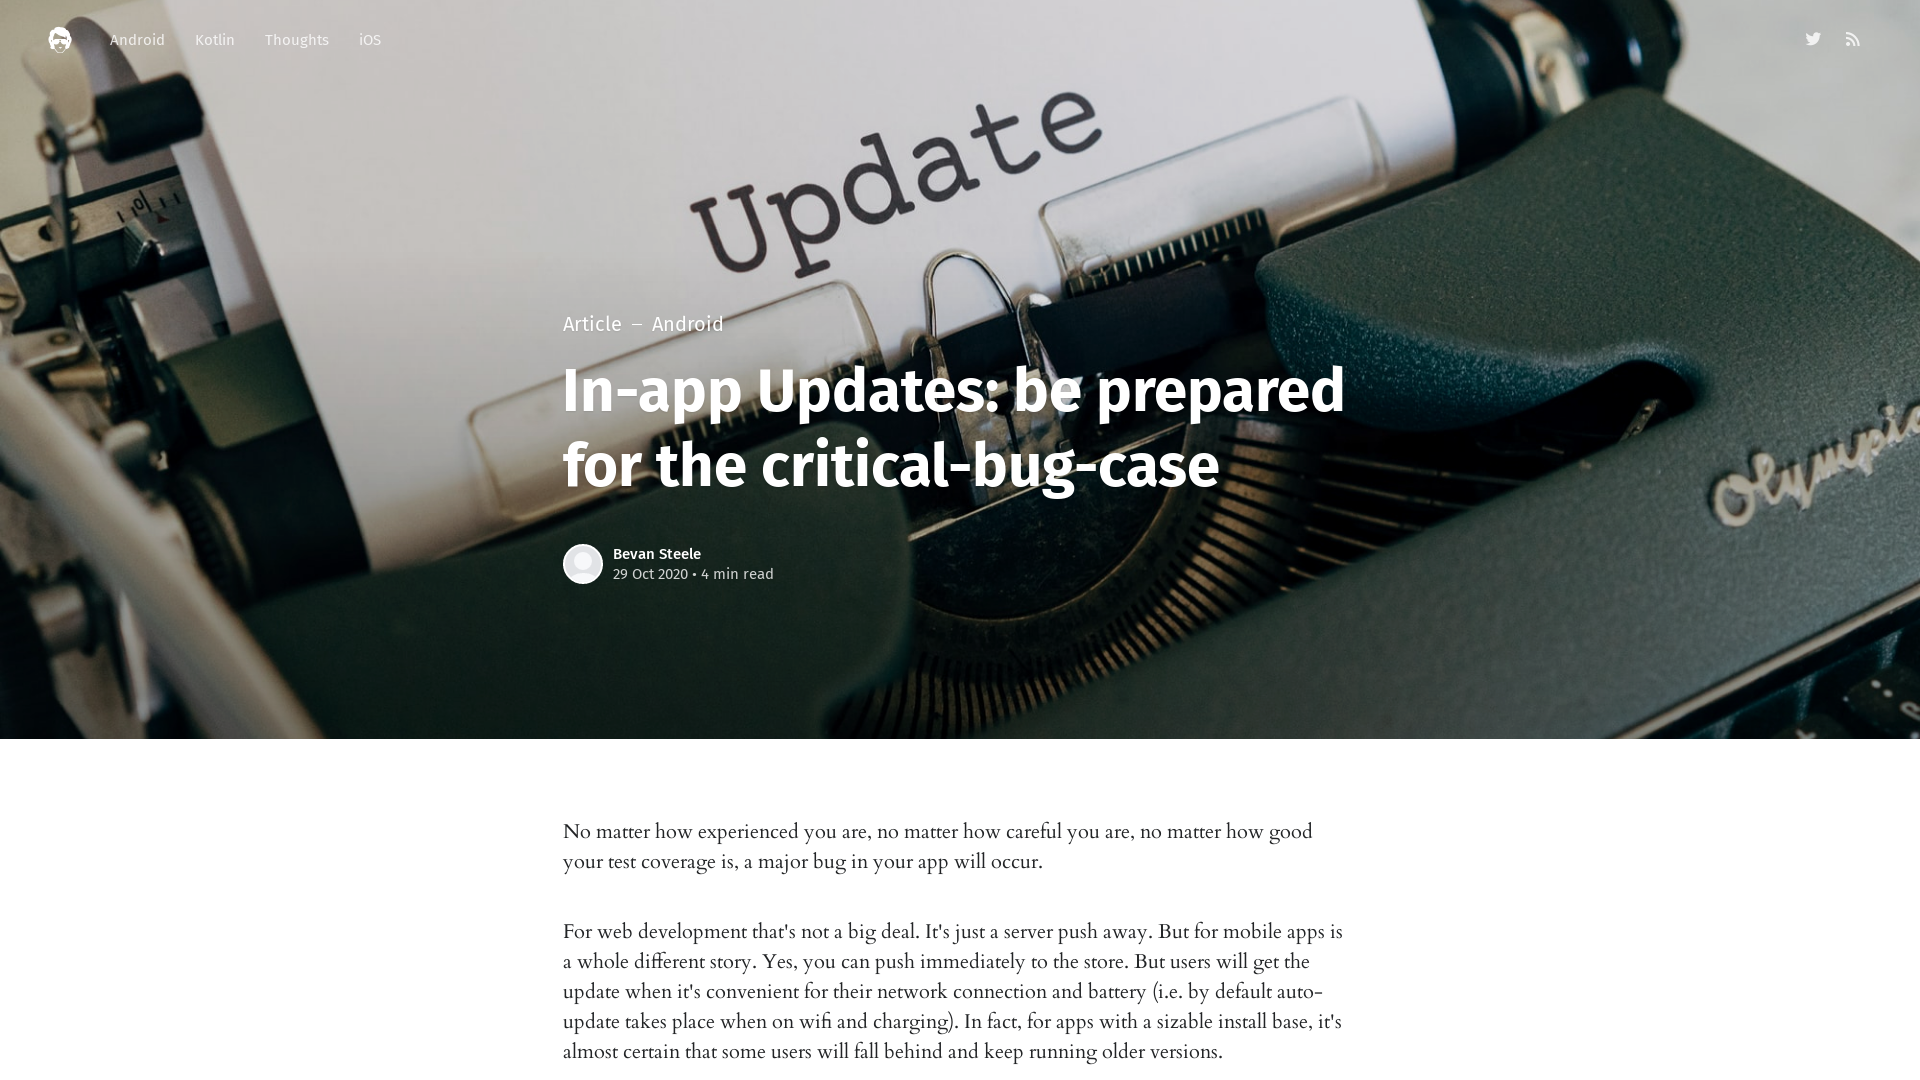 Android Kotlin Thoughts iOS
Update
Article – Android
In-app Updates: be prepared
for the critical-bug-case
Olympia
Bevan Steele
29 Oct 2020 • 4 min read
No matter how experienced you are, no matter how careful you are, no matter how good
your test coverage is, a major bug in your app will occur.
For web development that's not a big deal. It's just a server push away. But for mobile apps is
a whole different story. Yes, you can push immediately to the store. But users will get the
update when it's convenient for their network connection and battery (i.e. by default auto-
update takes place when on wifi and charging). In fact, for apps with a sizable install base, it's
almost certain that some users will fall behind and keep running older versions.